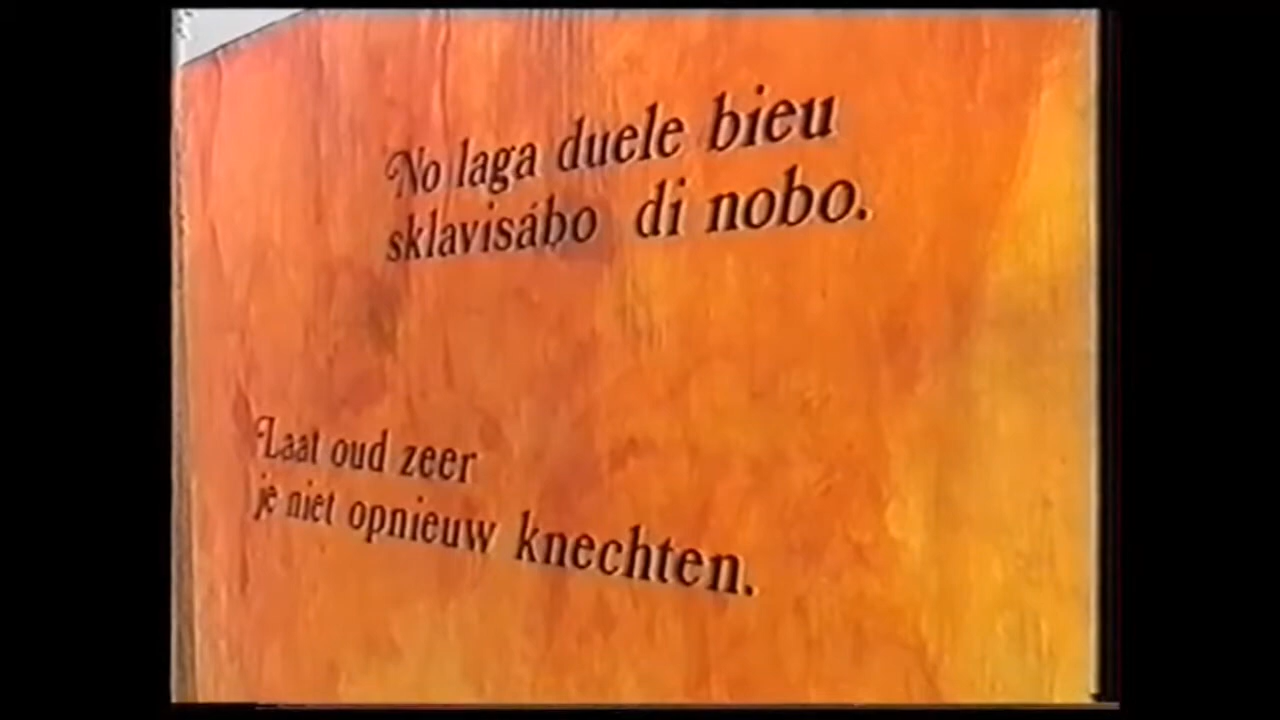 No laga duele bieu
sklavisábo di nobo.
Laat oud zeer
je niet opnieuw knechten.